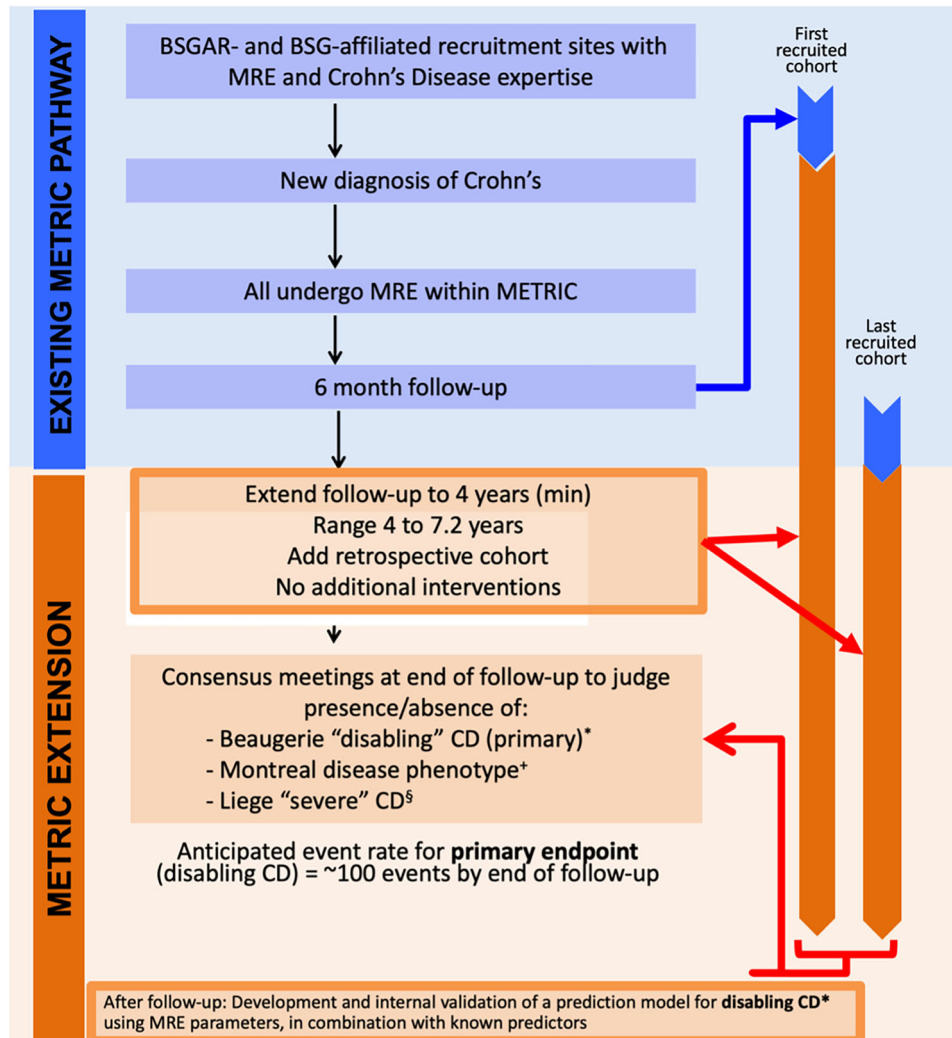 EXISTING METRIC PATHWAY
BSGAR- and BSG-affiliated recruitment sites with
MRE and Crohn’s Disease expertise
New diagnosis of Crohn’s
All undergo MRE within METRIC
6 month follow-up
First
recruited
cohort
Last
recruited
cohort
METRIC EXTENSION
Extend follow-up to 4 years (min)
Range 4 to 7.2 years
Add retrospective cohort
No additional interventions
Consensus meetings at end of follow-up to judge
presence/absence of:
- Beaugerie “disabling” CD (primary)*
- Montreal disease phenotype⁺
- Liege “severe” CD§
Anticipated event rate for primary endpoint
(disabling CD) = ~100 events by end of follow-up
After follow-up: Development and internal validation of a prediction model for disabling CD*
using MRE parameters, in combination with known predictors